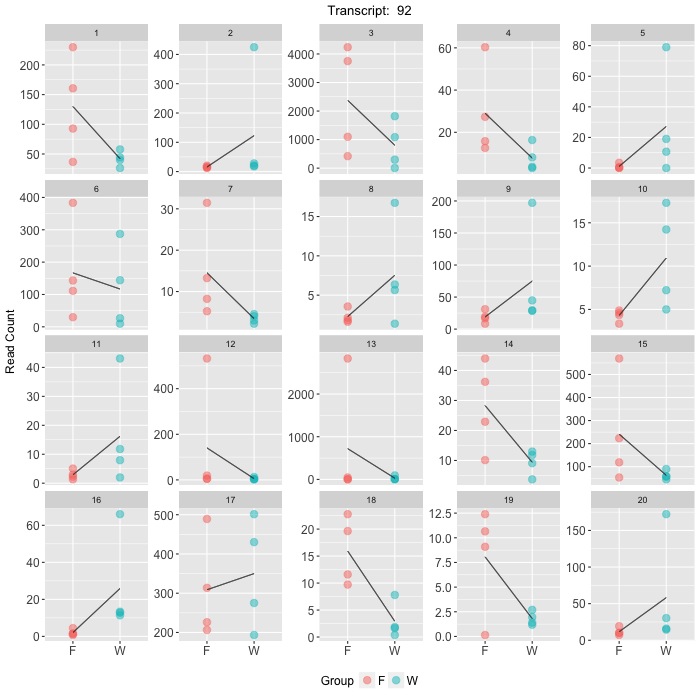 Transcript: 92
1 2 3 4 5
200 150 100 50
400 300 200 100 0
4000 3000 2000 1000 0
60 40 20
80 60 40 20 0
6 7 8 9 10
400 300 200 100 0
30 20 10
15 10 5
200 150 100 50 0
15 10 5
Read Count
11 12 13 14 15
40 30 20 10 0
400 200 0
2000 1000 0
40 30 20 10
500 400 300 200 100
16 17 18 19 20
60 40 20 0
500 400 300 200
20 15 10 5 0
12.5 10.0 7.5 5.0 2.5 0.0
150 100 50 0
F W F W F W F W F W
Group F W